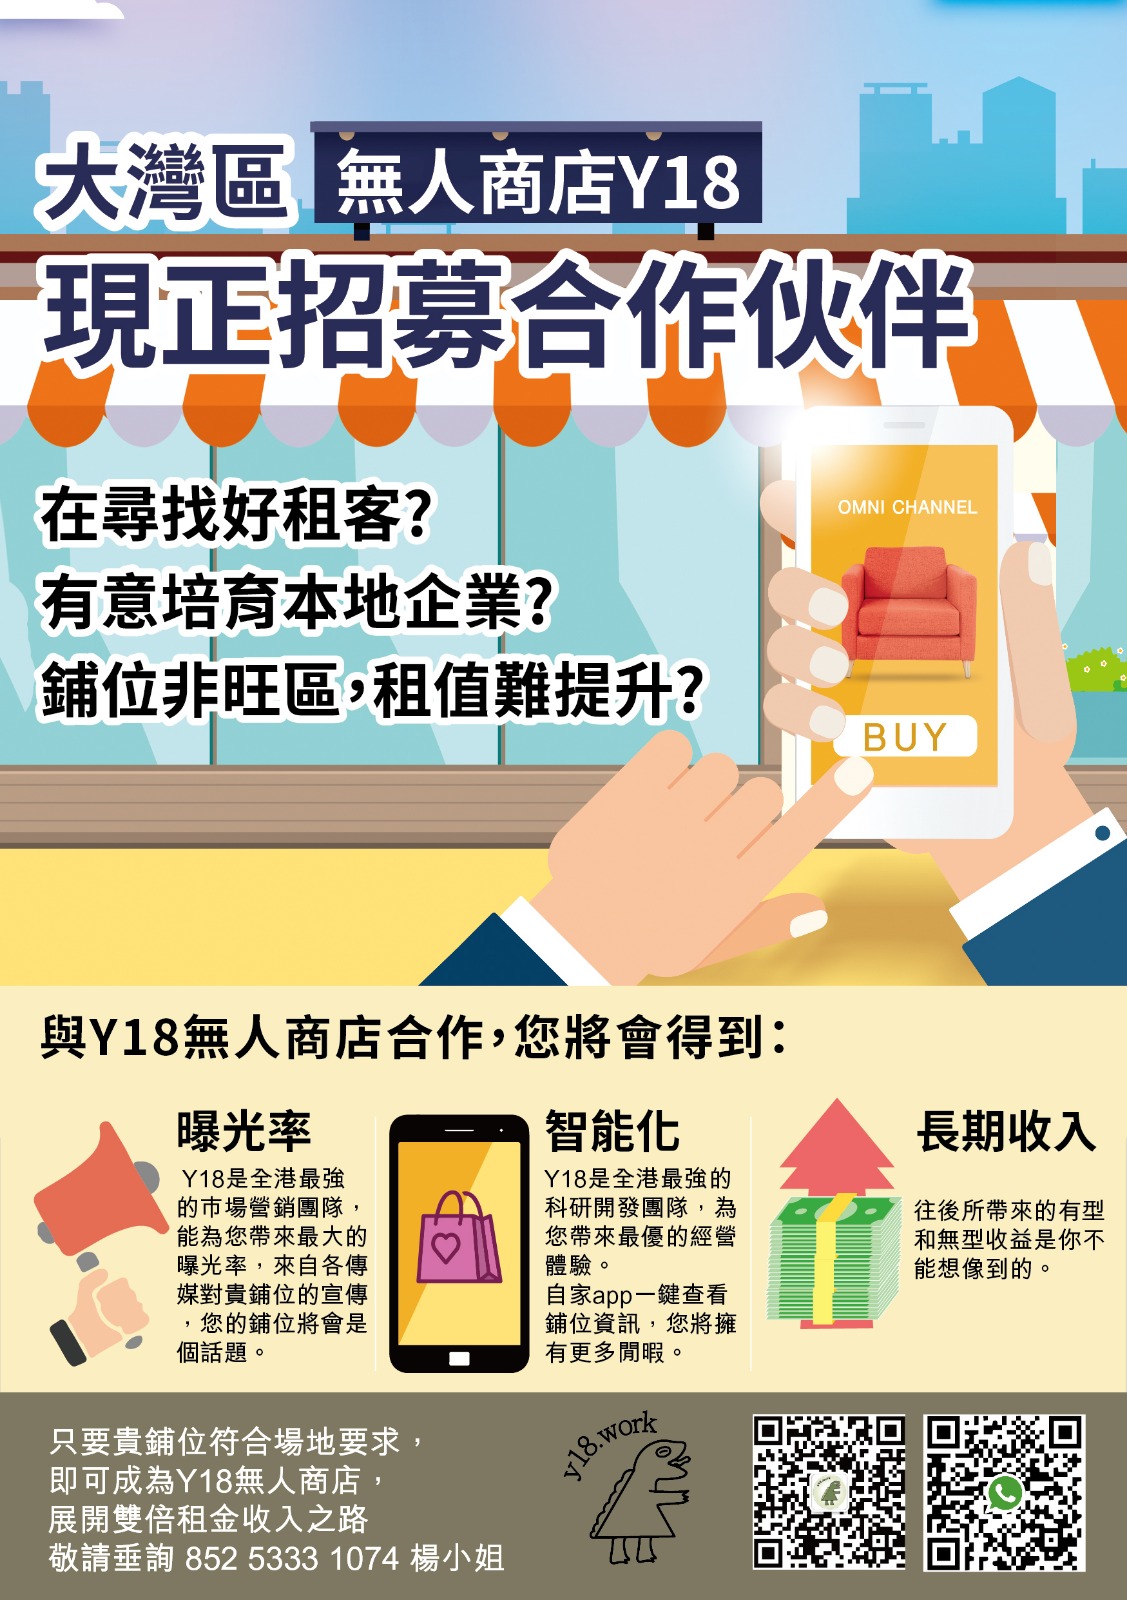 大灣區 無人商店Y18
現正招募合作伙伴
在尋找好租客?
有意培育本地企業?
鋪位非旺區,租值難提升?
OMNI CHANNEL
BUY
與Y18無人商店合作,您將會得到：
曝光率
Y18是全港最強
的市場營銷團隊，
能為您帶來最大的
曝光率，來自各傳
媒對貴鋪位的宣傳
，您的鋪位將會是
個話題。
智能化
Y18是全港最強的
科研開發團隊，為
您帶來最優的經營
體驗。
自家app一鍵查看
鋪位資訊，您將擁
有更多閒暇。
長期收入
往後所帶來的有型
和無型收益是你不
能想像到的。
只要貴鋪位符合場地要求，
即可成為Y18無人商店，
展開雙倍租金收入之路
敬請垂詢 852 5333 1074 楊小姐
y18.work